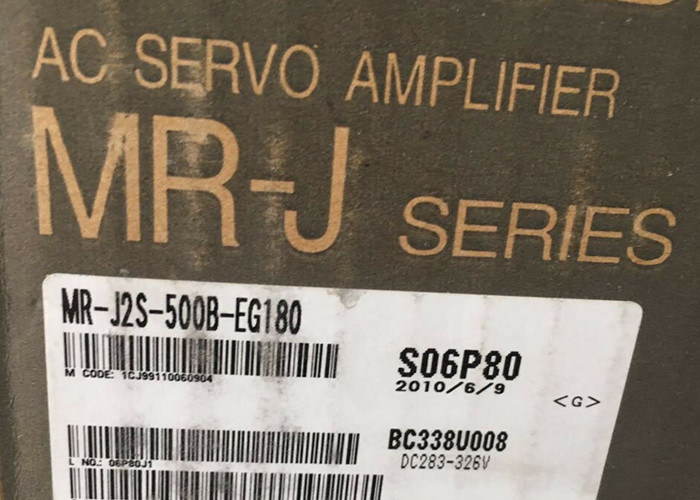 AC SERVO AMPLIFIER
MR-J SERIES
MR-J2S-500B-EG180
M CODE: 1CJ99110060904
S06P80
2010/6/9
<G>
BC338U008
DC283-326V
L NO.: 06P80J1